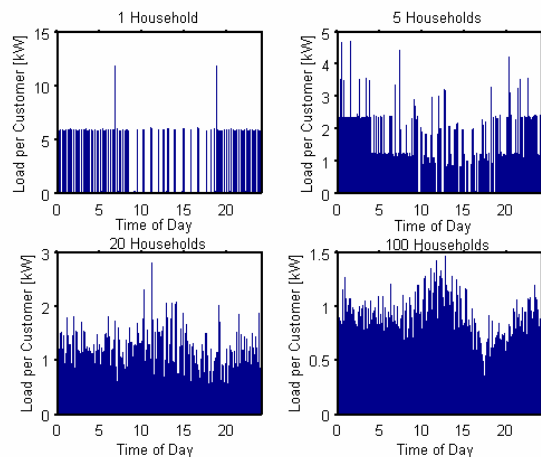 1 Household
15
10
5
0
Load per Customer [kW]
0 5 10 15 20
Time of Day
5 Households
5
4
3
2
1
0
Load per Customer [kW]
0 5 10 15 20
Time of Day
20 Households
3
2
1
0
Load per Customer [kW]
0 5 10 15 20
Time of Day
100 Households
1.5
1
0.5
0
Load per Customer [kW]
0 5 10 15 20
Time of Day